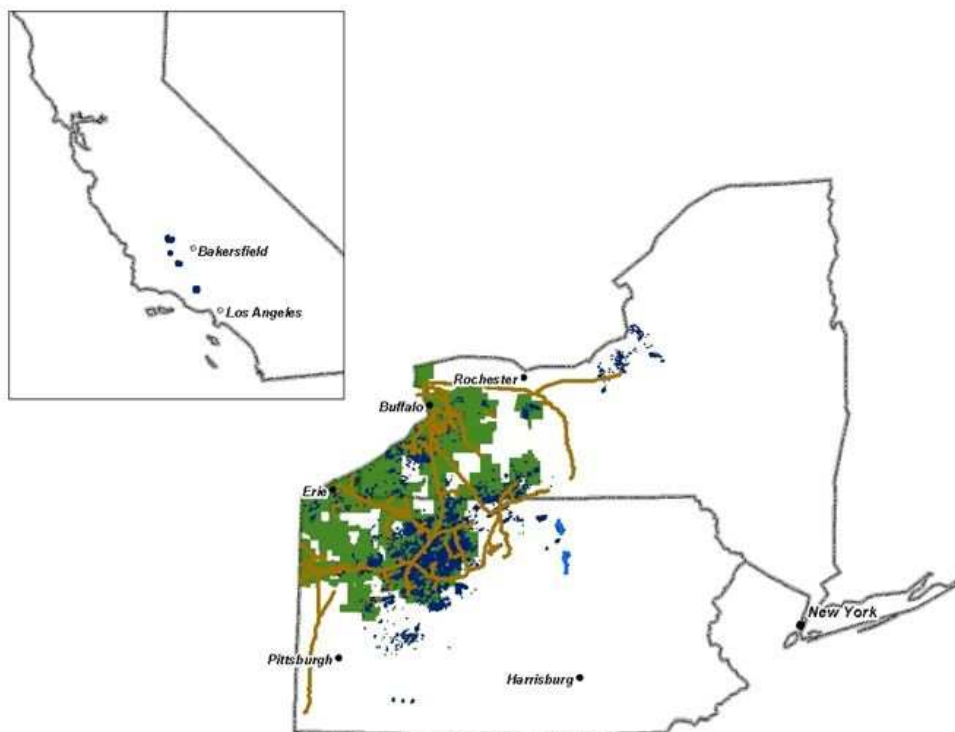 Bakersfield
Los Angeles
Rochester
Buffalo
Erie
New York
Pittsburgh
Harrisburg